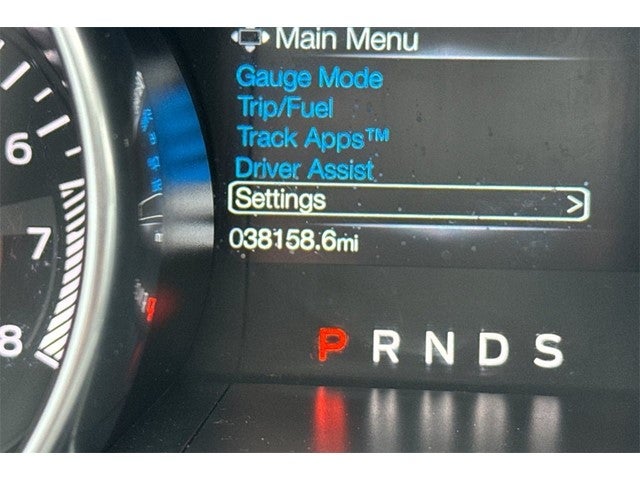 Main Menu
Gauge Mode
Trip/Fuel
Track Apps™
Driver Assist
Settings >
038158.6mi
6
7
8
P R N D S